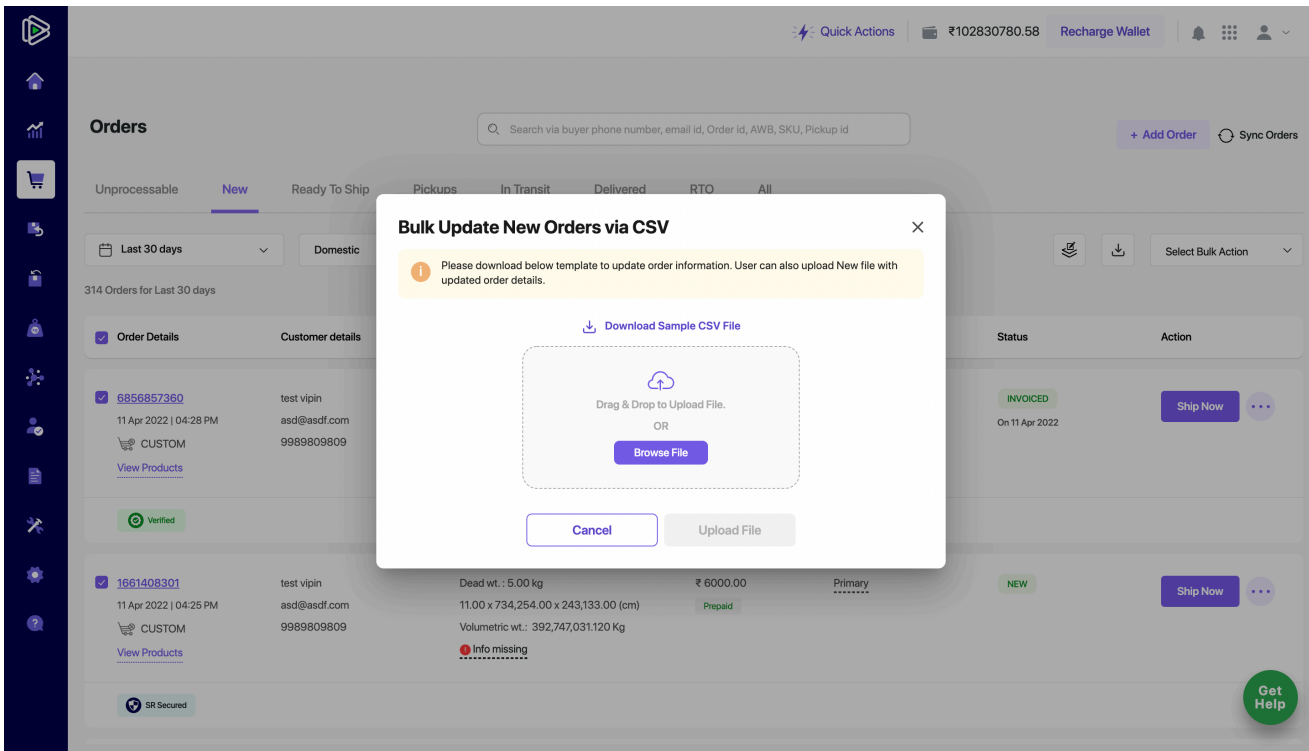 Quick Actions
₹102830780.58
Recharge Wallet
Orders
Search via buyer phone number, email id, Order id, AWB, SKU, Pickup id
+ Add Order
Sync Orders
Unprocessable
New
Ready To Ship
Pickups
In Transit
Delivered
RTO
All
Last 30 days
Domestic
Select Bulk Action
314 Orders for Last 30 days
Bulk Update New Orders via CSV
Please download below template to update order information. User can also upload New file with
updated order details.
Download Sample CSV File
Drag & Drop to Upload File.
OR
Browse File
Cancel
Upload File
Order Details
Customer details
Status
Action
6856857360
11 Apr 2022 | 04:28 PM
CUSTOM
View Products
Verified
test vipin
asd@asdf.com
9989809809
INVOICED
On 11 Apr 2022
Ship Now
1661408301
11 Apr 2022 | 04:25 PM
CUSTOM
View Products
SR Secured
test vipin
asd@asdf.com
9989809809
Dead wt. : 5.00 kg
11.00 x 734,254.00 x 243,133.00 (cm)
Volumetric wt.: 392,747,031.120 Kg
Info missing
₹ 6000.00
Prepaid
Primary
NEW
Ship Now
Get
Help